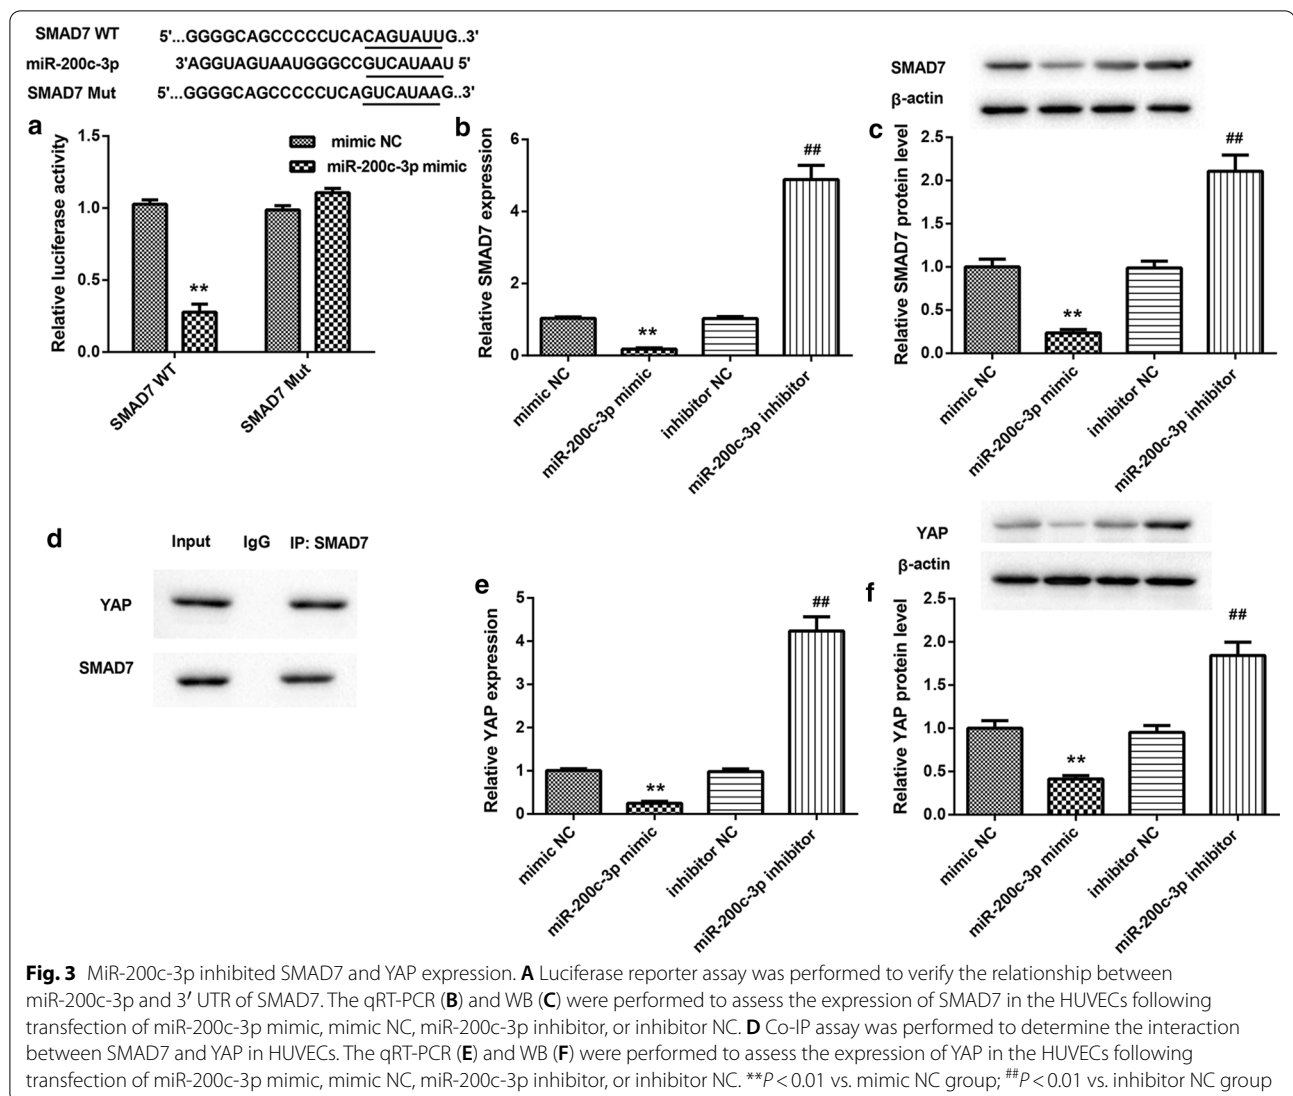 SMAD7 WT 5'...GGGGCAGCCCCCUCACAGUAUUG..3'
miR-200c-3p 3'AGGUAGUAAUGGGCCGUCAUAAU 5'
SMAD7 Mut 5'...GGGGCAGCCCCCUCAGUCAUAAG..3'
a
Relative luciferase activity
1.5
1.0
0.5
0.0
mimic NC
miR-200c-3p mimic
**
SMAD7 WT
SMAD7 Mut
b
Relative SMAD7 expression
6
4
2
0
**
##
mimic NC
miR-200c-3p mimic
inhibitor NC
miR-200c-3p inhibitor
SMAD7
β-actin
c
Relative SMAD7 protein level
2.5
2.0
1.5
1.0
0.5
0.0
**
##
mimic NC
miR-200c-3p mimic
inhibitor NC
miR-200c-3p inhibitor
d
Input IgG IP: SMAD7
YAP
SMAD7
e
Relative YAP expression
5
4
3
2
1
0
**
##
mimic NC
miR-200c-3p mimic
inhibitor NC
miR-200c-3p inhibitor
YAP
β-actin
f
Relative YAP protein level
2.5
2.0
1.5
1.0
0.5
0.0
**
##
mimic NC
miR-200c-3p mimic
inhibitor NC
miR-200c-3p inhibitor
Fig. 3 MiR-200c-3p inhibited SMAD7 and YAP expression. A Luciferase reporter assay was performed to verify the relationship between
miR-200c-3p and 3′ UTR of SMAD7. The qRT-PCR (B) and WB (C) were performed to assess the expression of SMAD7 in the HUVECs following
transfection of miR-200c-3p mimic, mimic NC, miR-200c-3p inhibitor, or inhibitor NC. D Co-IP assay was performed to determine the interaction
between SMAD7 and YAP in HUVECs. The qRT-PCR (E) and WB (F) were performed to assess the expression of YAP in the HUVECs following
transfection of miR-200c-3p mimic, mimic NC, miR-200c-3p inhibitor, or inhibitor NC. **P < 0.01 vs. mimic NC group; ##P < 0.01 vs. inhibitor NC group